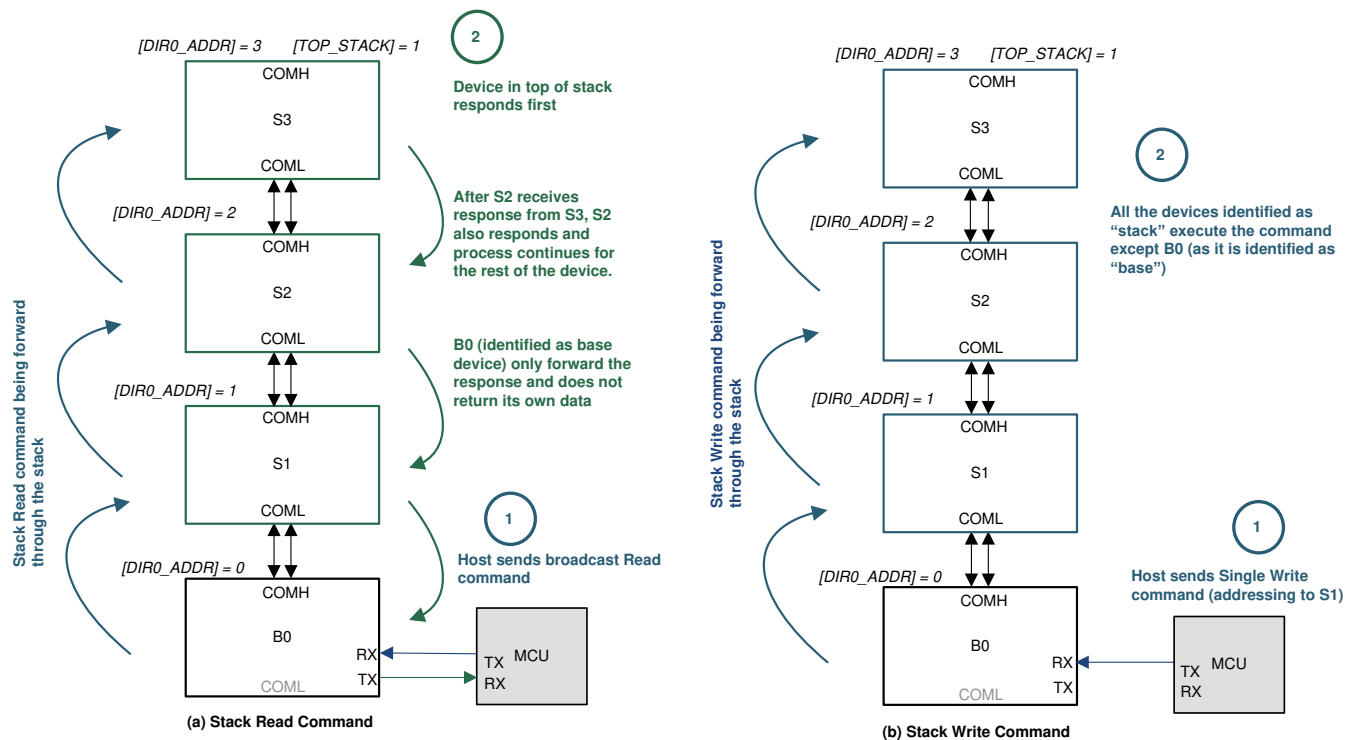 [DIR0_ADDR] = 3 [TOP_STACK] = 1
2
COMH
S3
COML
Device in top of stack
responds first
[DIR0_ADDR] = 2
After S2 receives
response from S3, S2
also responds and
process continues for
the rest of the device.
COMH
S2
COML
[DIR0_ADDR] = 1
B0 (identified as base
device) only forward the
response and does not
return its own data
COMH
S1
COML
1
Host sends broadcast Read
command
[DIR0_ADDR] = 0
COMH
B0
RX
TX
COML
TX
RX
MCU
Stack Read command being forward
through the stack
(a) Stack Read Command
[DIR0_ADDR] = 3 [TOP_STACK] = 1
COMH
S3
COML
2
All the devices identified as
“stack” execute the command
except B0 (as it is identified as
“base”)
[DIR0_ADDR] = 2
COMH
S2
COML
[DIR0_ADDR] = 1
COMH
S1
COML
1
Host sends Single Write
command (addressing to S1)
[DIR0_ADDR] = 0
COMH
B0
RX
TX
COML
TX
RX
MCU
Stack Write command being forward
through the stack
(b) Stack Write Command